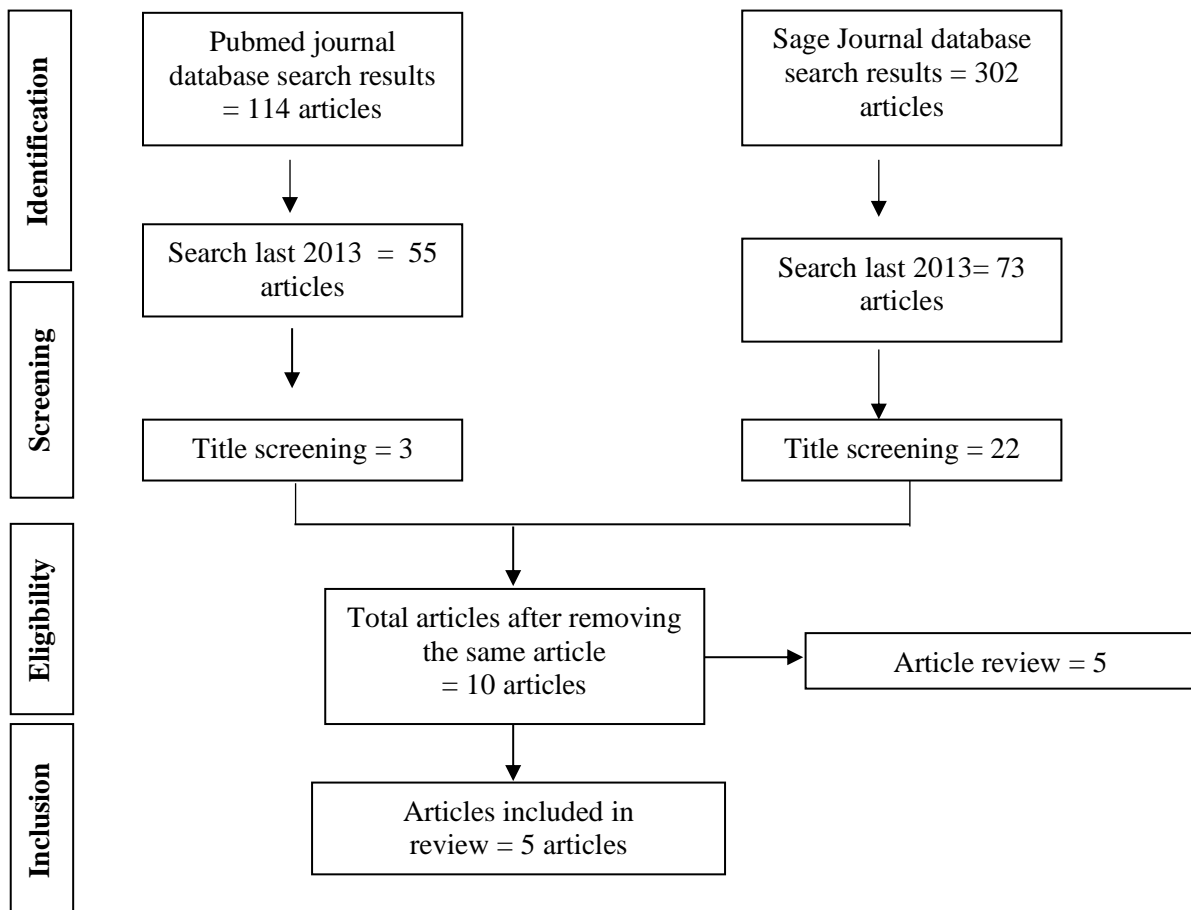 Identification
Pubmed journal
database search results
= 114 articles
Sage Journal database
search results = 302
articles
Search last 2013 = 55
articles
Search last 2013= 73
articles
Screening
Title screening = 3
Title screening = 22
Eligibility
Total articles after removing
the same article
= 10 articles
Article review = 5
Inclusion
Articles included in
review = 5 articles